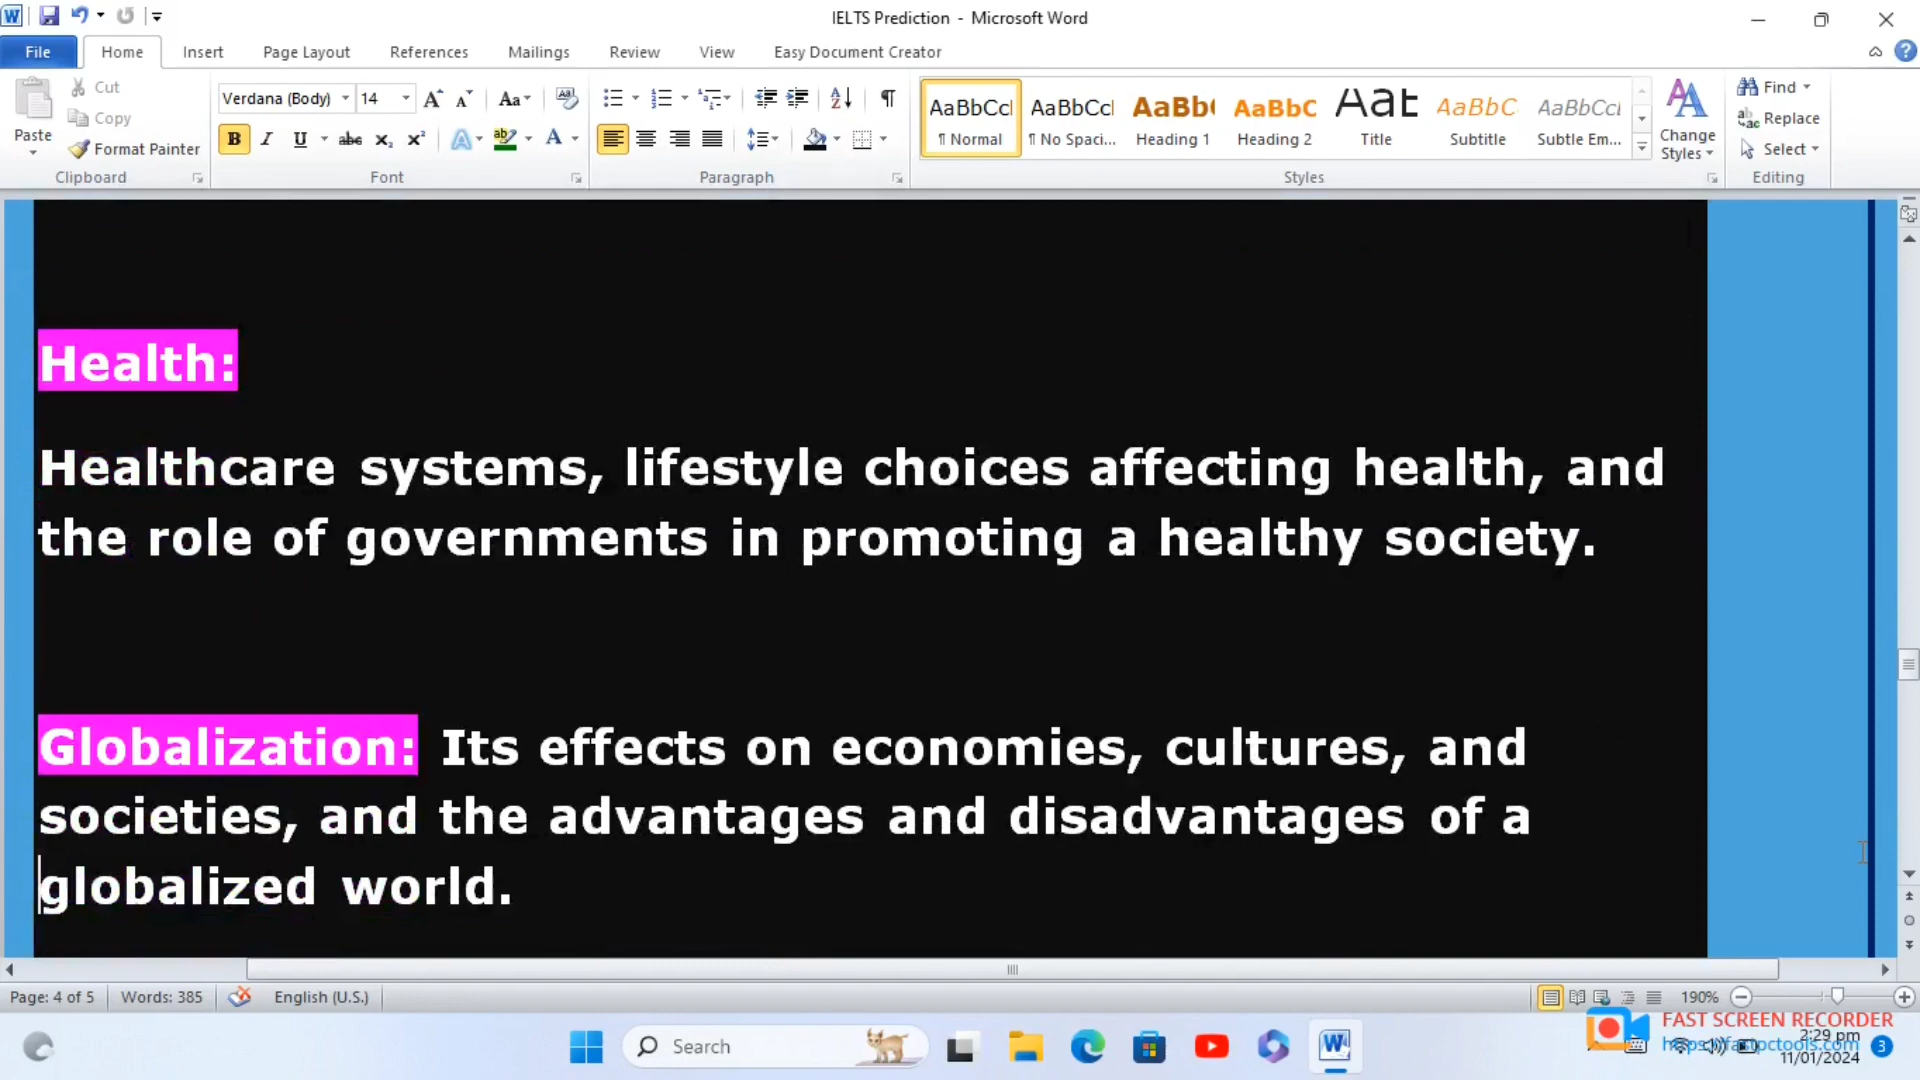 IELTS Prediction - Microsoft Word
File Home Insert Page Layout References Mailings Review View Easy Document Creator
Paste
Cut
Copy
Format Painter
Clipboard
Verdana (Body) 14
Font
Paragraph
AaBbCcI AaBbCcI AaBb( AaBbC Aab AaBbC AaBbCcI
¶ Normal ¶ No Spaci... Heading 1 Heading 2 Title Subtitle Subtle Em...
Styles
Change Styles
Find
Replace
Select
Editing
Health:
Healthcare systems, lifestyle choices affecting health, and
the role of governments in promoting a healthy society.
Globalization: Its effects on economies, cultures, and
societies, and the advantages and disadvantages of a
globalized world.
Page: 4 of 5 Words: 385 English (U.S.) 190%
Search
FAST SCREEN RECORDER
https://fastpctools.com
2:29 pm
11/01/2024
3